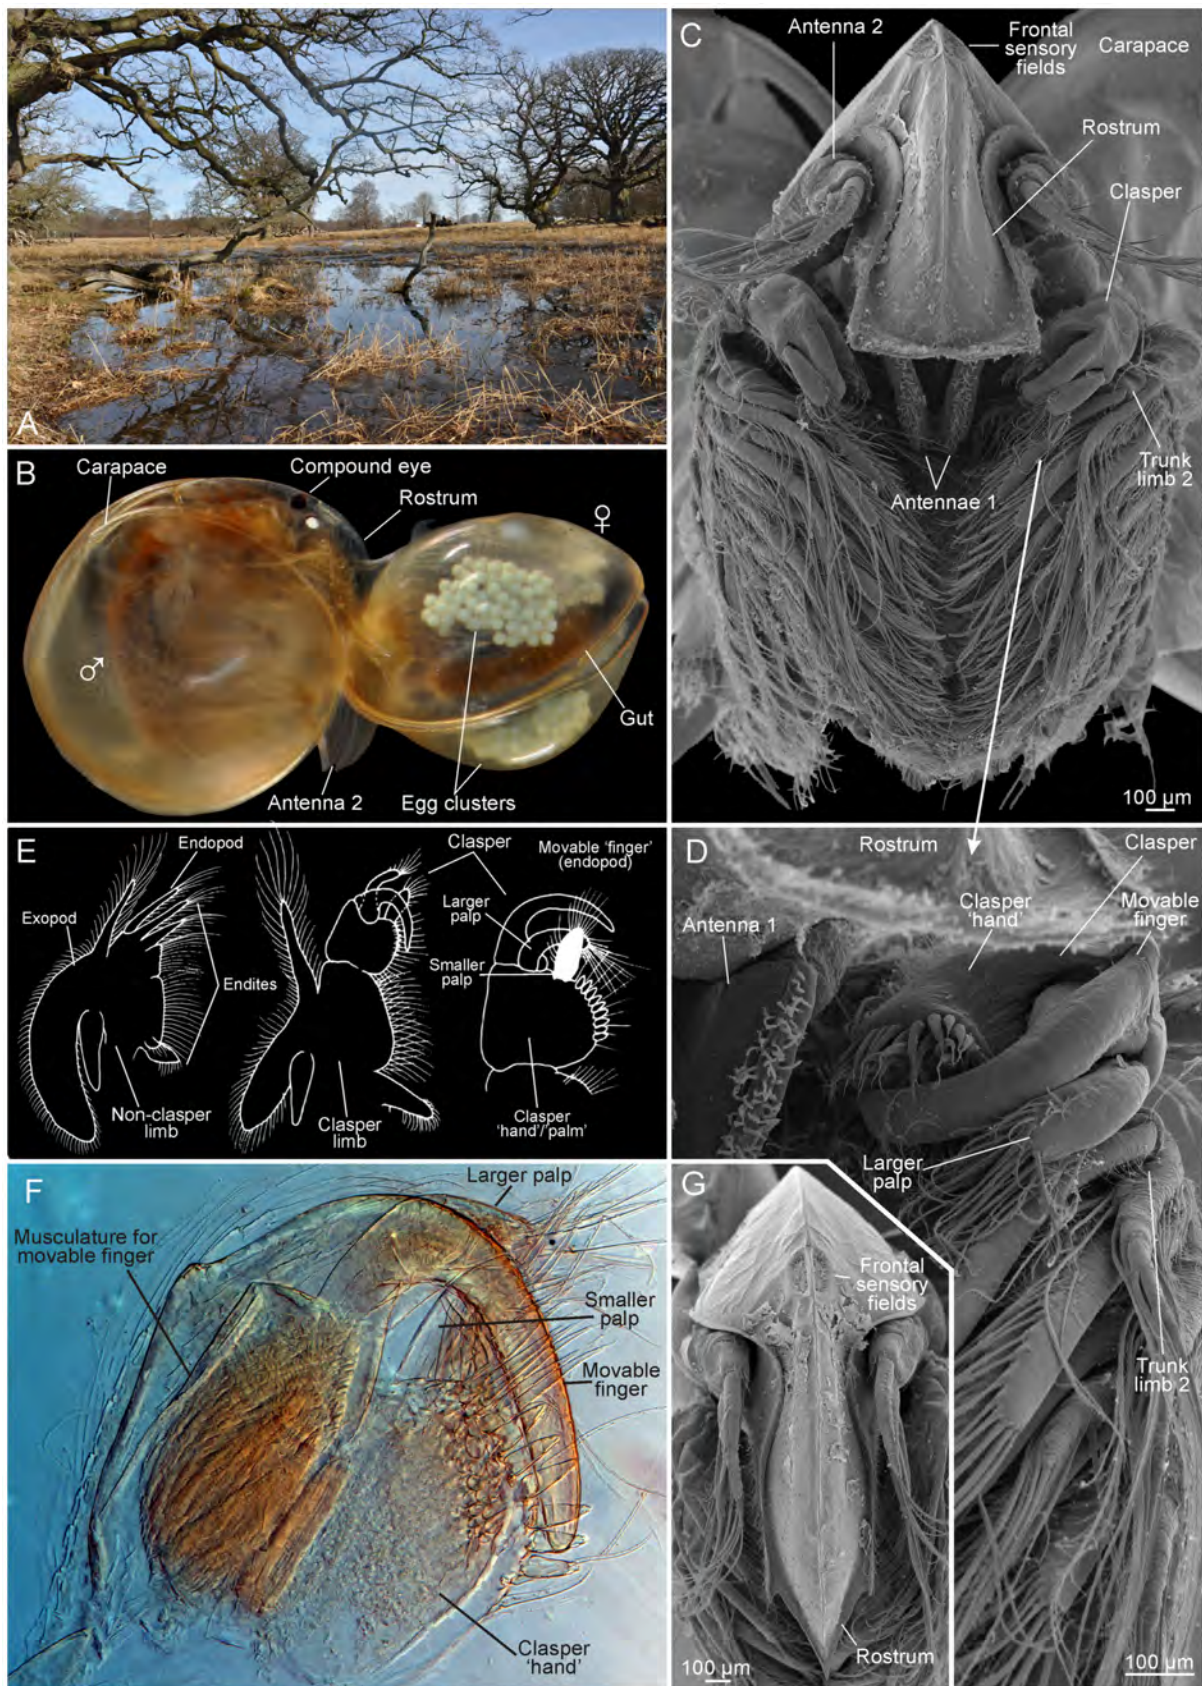 A
B
Carapace
Compound eye
Rostrum
♀
♂
Gut
Antenna 2
Egg clusters
C
Antenna 2
Frontal
sensory
fields
Carapace
Rostrum
Clasper
Trunk
limb 2
Antennae 1
100 µm
D
Rostrum
Clasper
Clasper
'hand'
Movable
finger
Antenna 1
Larger
palp
Trunk
limb 2
100 µm
E
Endopod
Exopod
Endites
Non-clasper
limb
Clasper
Movable 'finger'
(endopod)
Larger
palp
Smaller
palp
Clasper
limb
Clasper
'hand'/'palm'
F
Larger palp
Musculature for
movable finger
Smaller
palp
Movable
finger
Clasper
'hand'
G
Frontal
sensory
fields
Rostrum
100 µm